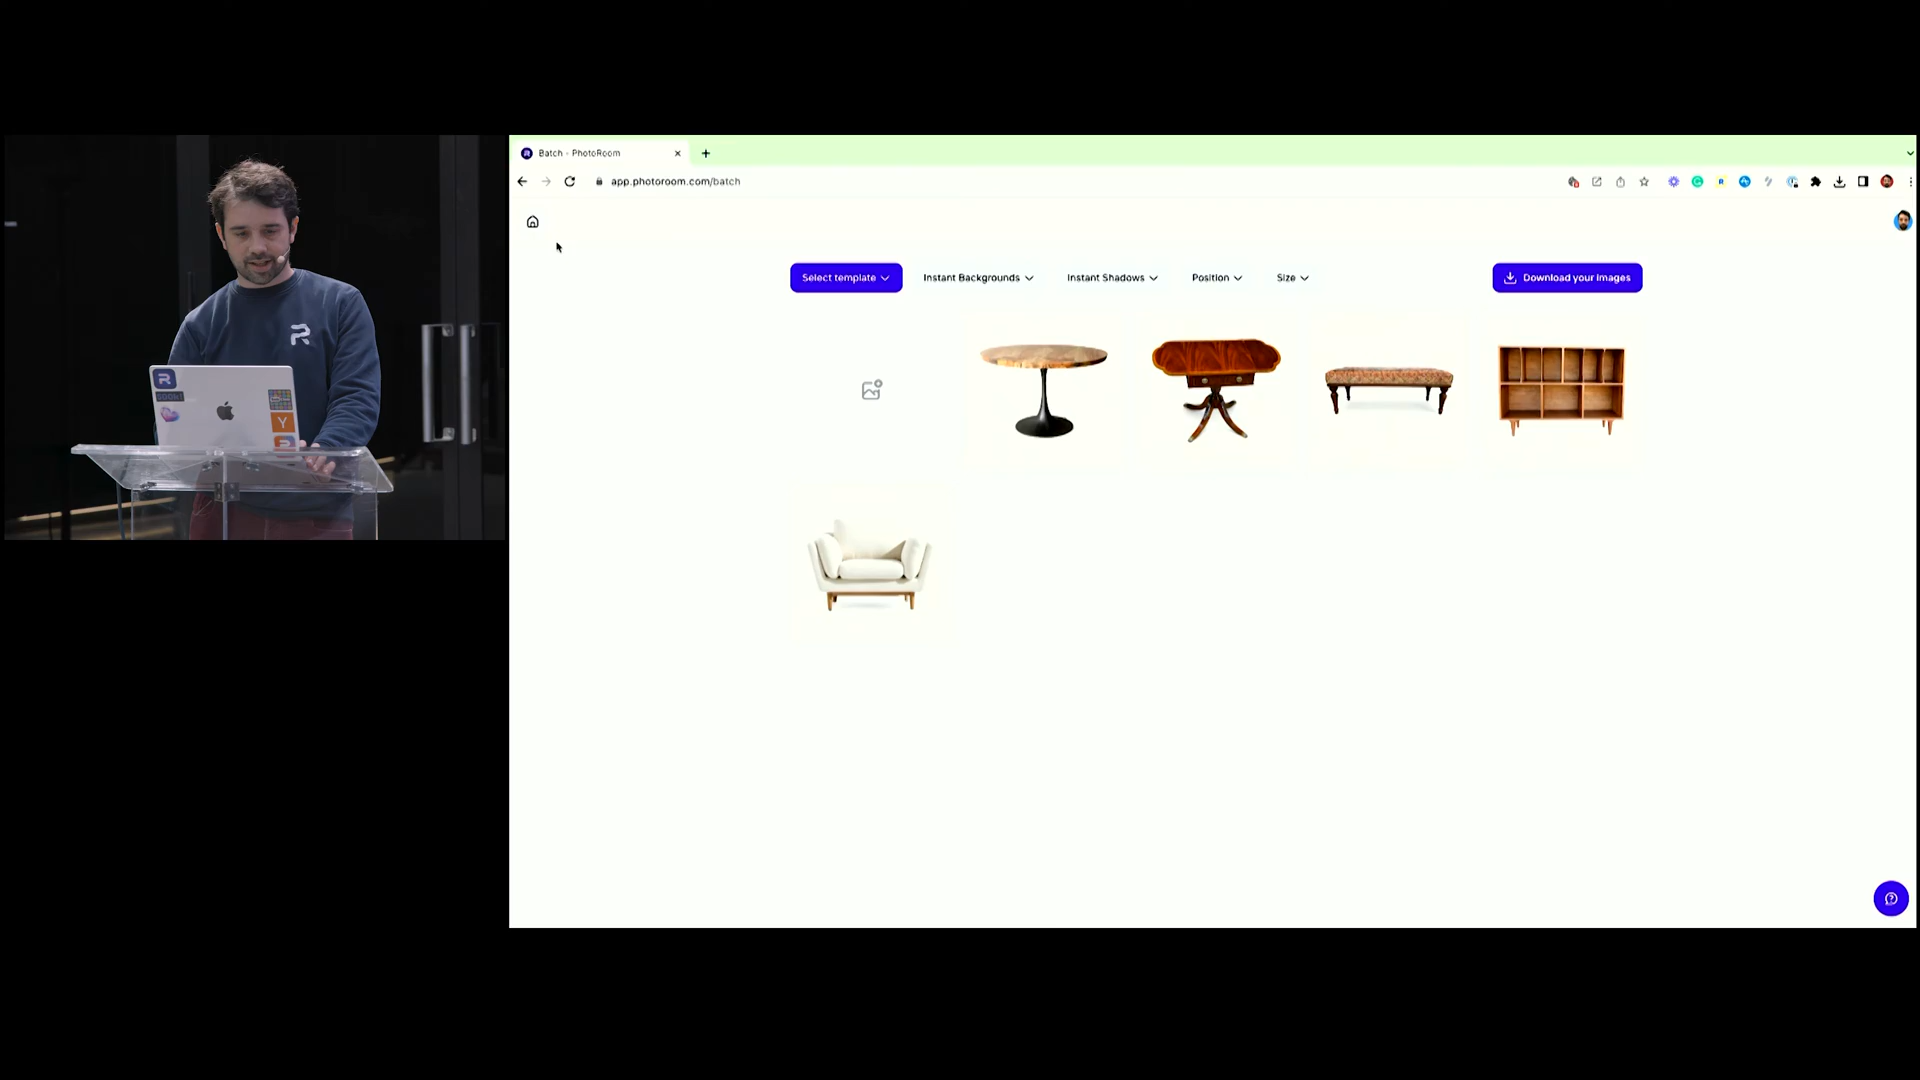 Batch - PhotoRoom
app.photoroom.com/batch
Select template
Instant Backgrounds
Instant Shadows
Position
Size
Download your images
R
Y